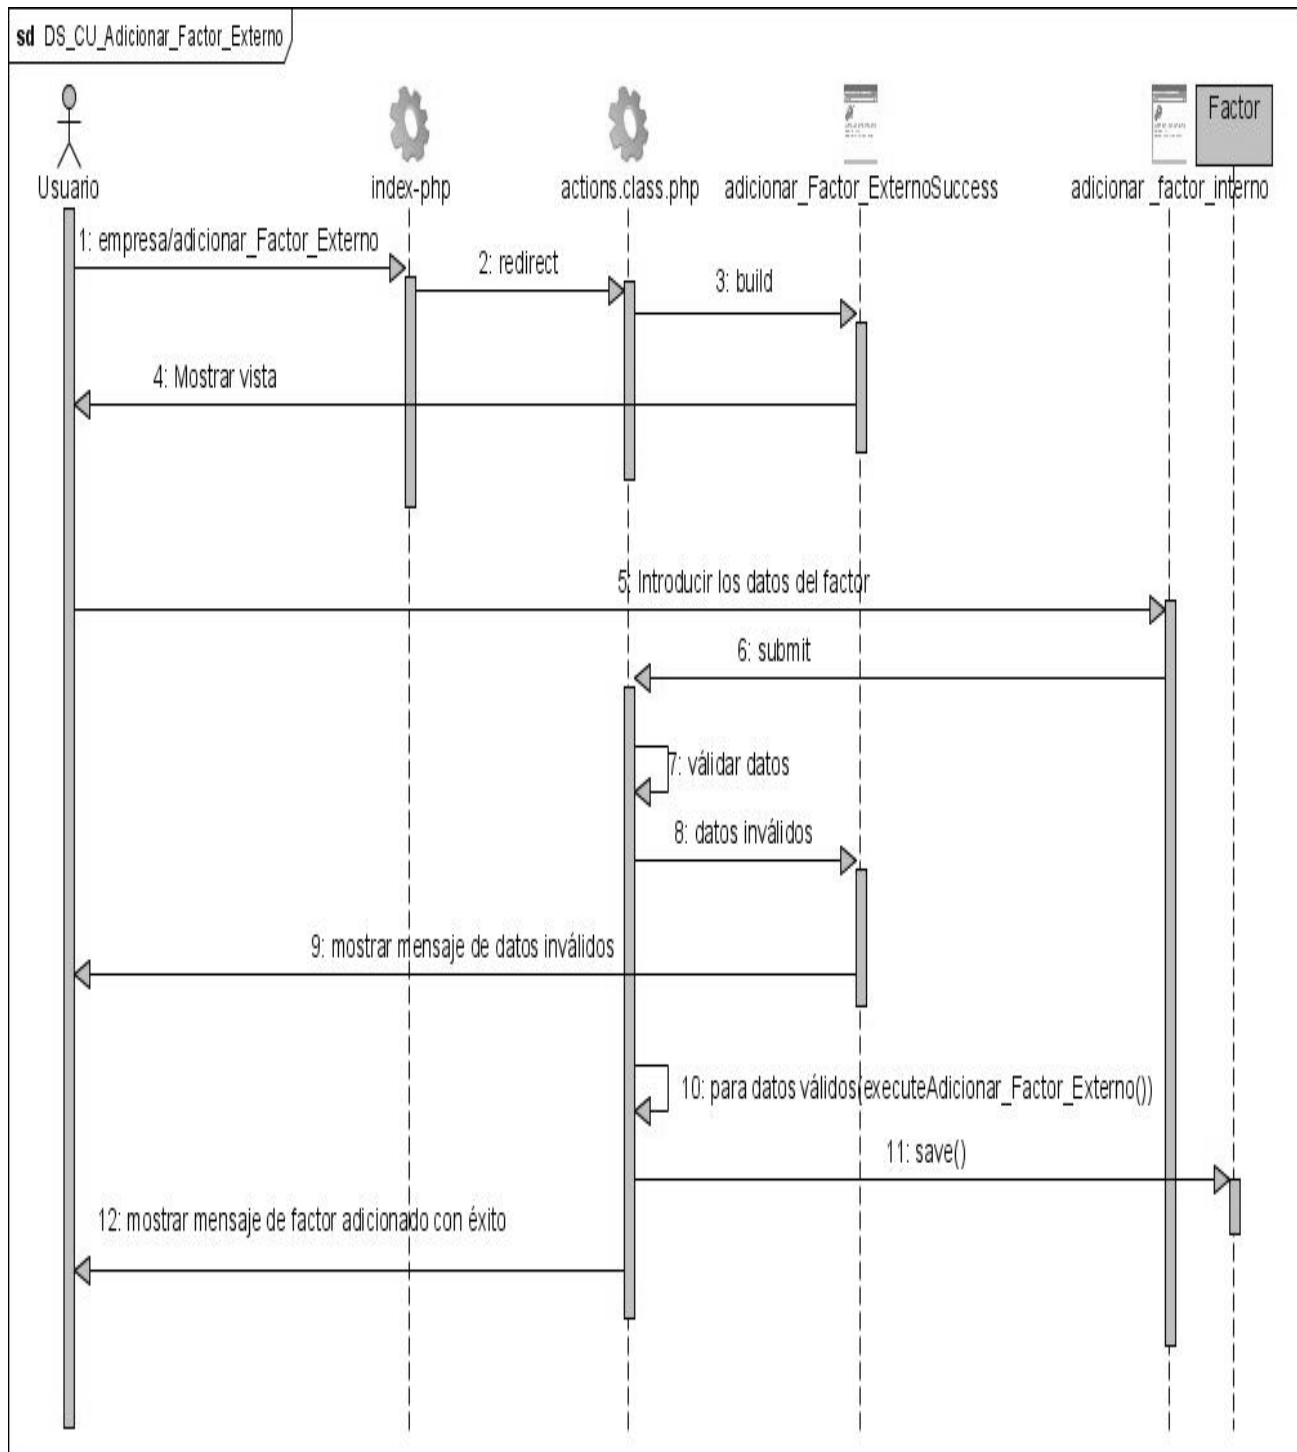 sd DS_CU_Adicionar_Factor_Externo
Factor
Usuario
index-php
actions.class.php
adicionar_Factor_ExternoSuccess
adicionar _factor_interno
1: empresa/adicionar_Factor_Externo
2: redirect
3: build
4: Mostrar vista
5: Introducir los datos del factor
6: submit
7: válidar datos
8: datos inválidos
9: mostrar mensaje de datos inválidos
10: para datos válidos(executeAdicionar_Factor_Externo())
11: save()
12: mostrar mensaje de factor adicionado con éxito